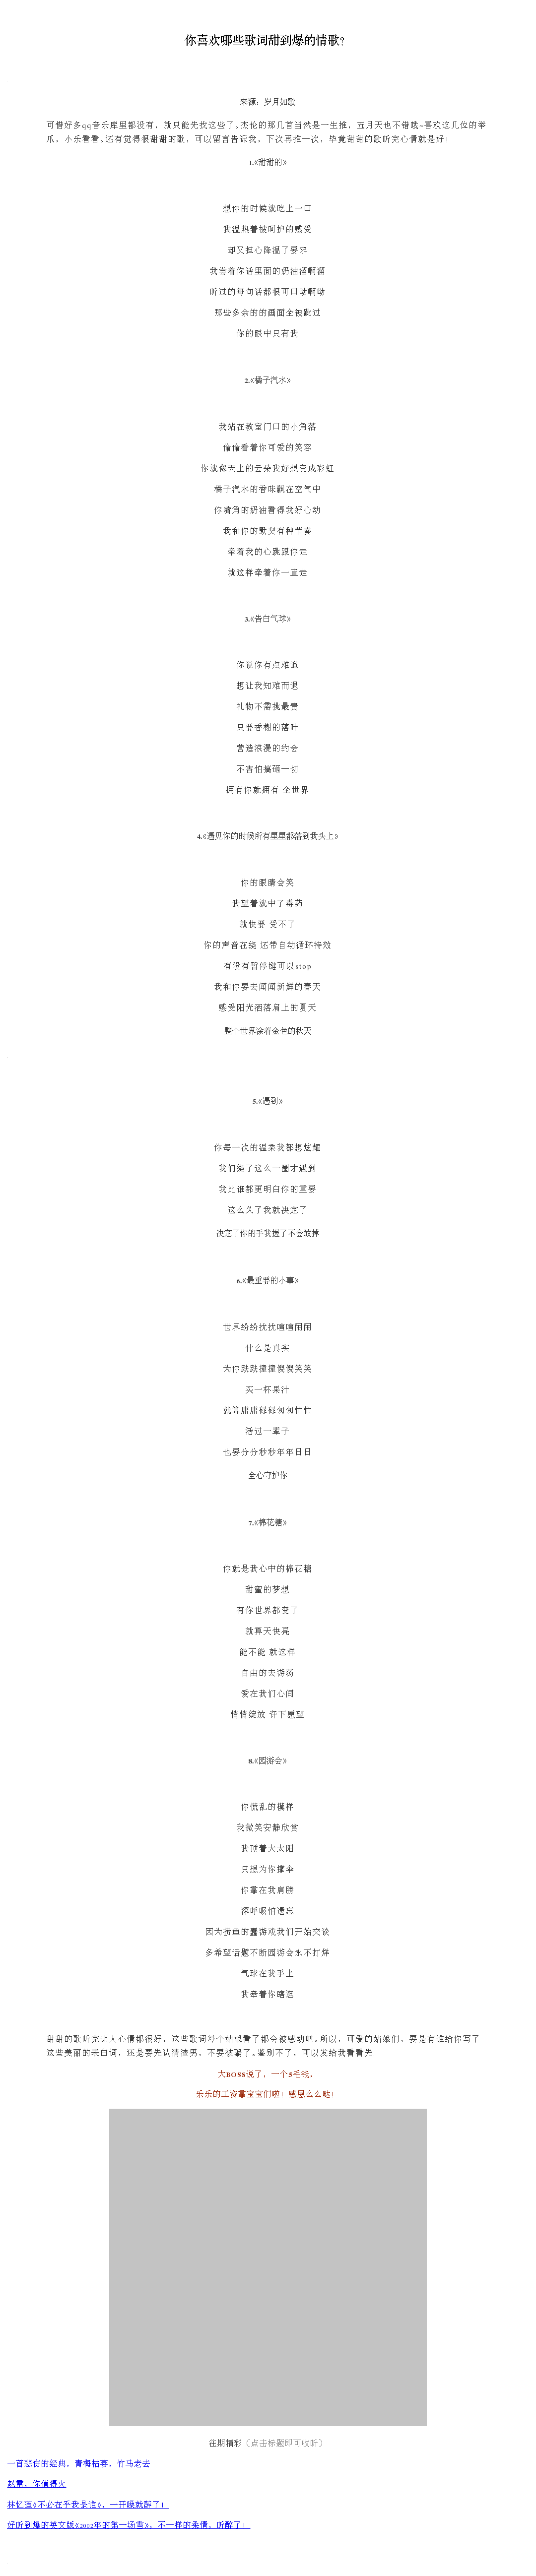 你喜欢哪些歌词甜到爆的情歌?
来源：岁月如歌
可惜好多qq音乐库里都没有，就只能先找这些了。杰伦的那几首当然是一生推，五月天也不错哦~喜欢这几位的举
爪，小乐看看。还有觉得很甜甜的歌，可以留言告诉我，下次再推一次，毕竟甜甜的歌听完心情就是好！
1.《甜甜的》
想你的时候就吃上一口
我温热着被呵护的感受
却又担心降温了要求
我尝着你话里面的奶油溜啊溜
听过的每句话都很可口呦啊呦
那些多余的的画面全被跳过
你的眼中只有我
2.《橘子汽水》
我站在教室门口的小角落
偷偷看着你可爱的笑容
你就像天上的云朵我好想变成彩虹
橘子汽水的香味飘在空气中
你嘴角的奶油看得我好心动
我和你的默契有种节奏
牵着我的心跳跟你走
就这样牵着你一直走
3.《告白气球》
你说你有点难追
想让我知难而退
礼物不需挑最贵
只要香榭的落叶
营造浪漫的约会
不害怕搞砸一切
拥有你就拥有 全世界
4.《遇见你的时候所有星星都落到我头上》
你的眼睛会笑
我望着就中了毒药
就快要 受不了
你的声音在绕 还带自动循环特效
有没有暂停键可以stop
我和你要去闻闻新鲜的春天
感受阳光洒落肩上的夏天
整个世界涂着金色的秋天
5.《遇到》
你每一次的温柔我都想炫耀
我们绕了这么一圈才遇到
我比谁都更明白你的重要
这么久了我就决定了
决定了你的手我握了不会放掉
6.《最重要的小事》
世界纷纷扰扰喧喧闹闹
什么是真实
为你跌跌撞撞傻傻笑笑
买一杯果汁
就算庸庸碌碌匆匆忙忙
活过一辈子
也要分分秒秒年年日日
全心守护你
7.《棉花糖》
你就是我心中的棉花糖
甜蜜的梦想
有你世界都变了
就算天快亮
能不能 就这样
自由的去游荡
爱在我们心间
悄悄绽放 许下愿望
8.《园游会》
你慌乱的模样
我微笑安静欣赏
我顶着大太阳
只想为你撑伞
你靠在我肩膀
深呼吸怕遗忘
因为捞鱼的蠢游戏我们开始交谈
多希望话题不断园游会永不打烊
气球在我手上
我牵着你瞎逛
甜甜的歌听完让人心情都很好，这些歌词每个姑娘看了都会被感动吧。所以，可爱的姑娘们，要是有谁给你写了
这些美丽的表白词，还是要先认清渣男，不要被骗了。鉴别不了，可以发给我看看先
大BOSS说了，一个5毛钱，
乐乐的工资靠宝宝们啦！感恩么么哒！
往期精彩（点击标题即可收听）
一首悲伤的经典，青梅枯萎，竹马老去
赵雷，你值得火
林忆莲《不必在乎我是谁》，一开嗓就醉了！
好听到爆的英文版《2002年的第一场雪》，不一样的柔情，听醉了！